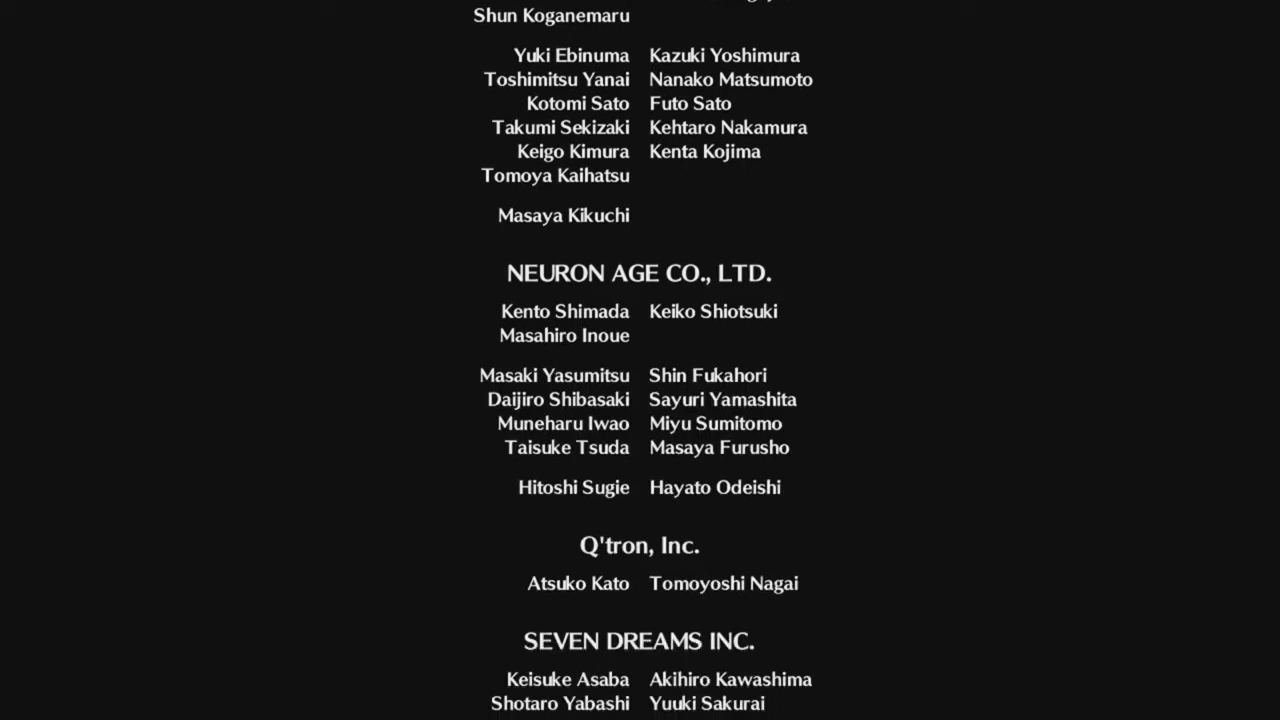 Shun Koganemaru
Yuki Ebinuma Kazuki Yoshimura
Toshimitsu Yanai Nanako Matsumoto
Kotomi Sato Futo Sato
Takumi Sekizaki Kehtaro Nakamura
Keigo Kimura Kenta Kojima
Tomoya Kaihatsu
Masaya Kikuchi
NEURON AGE CO., LTD.
Kento Shimada Keiko Shiotsuki
Masahiro Inoue
Masaki Yasumitsu Shin Fukahori
Daijiro Shibasaki Sayuri Yamashita
Muneharu Iwao Miyu Sumitomo
Taisuke Tsuda Masaya Furusho
Hitoshi Sugie Hayato Odeishi
Q'tron, Inc.
Atsuko Kato Tomoyoshi Nagai
SEVEN DREAMS INC.
Keisuke Asaba Akihiro Kawashima
Shotaro Yabashi Yuuki Sakurai